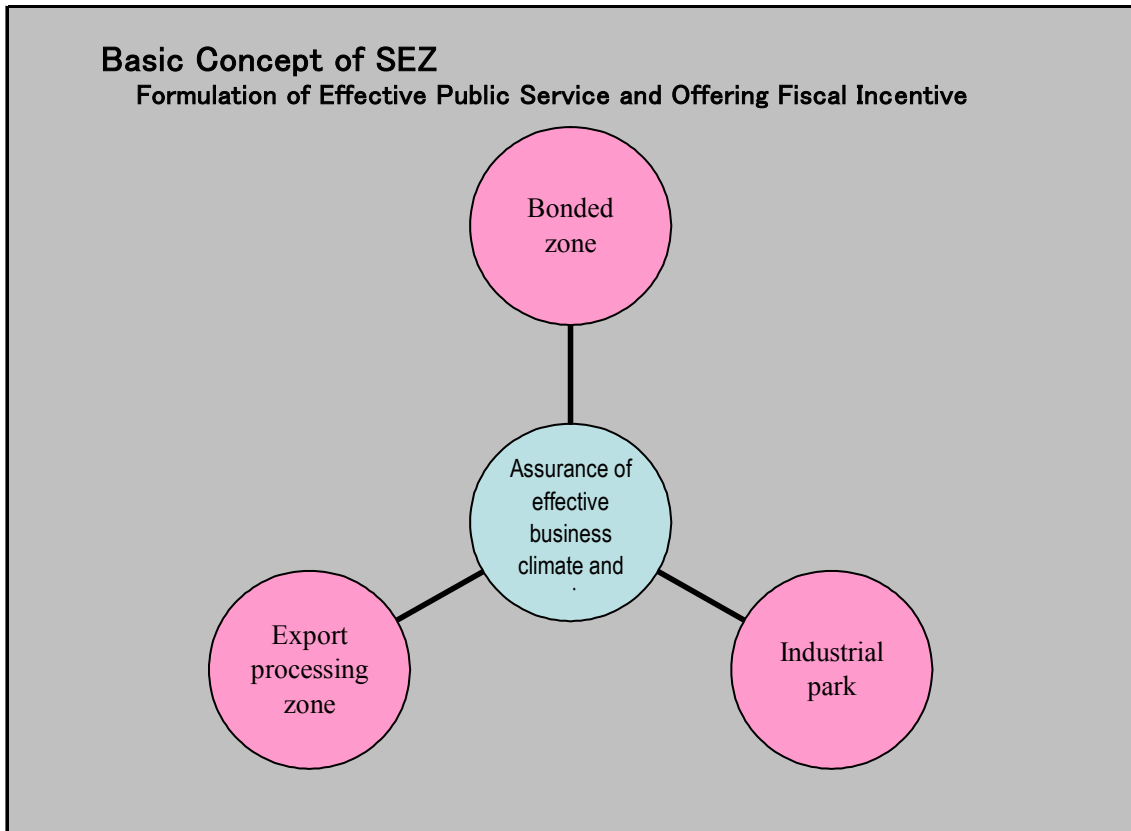 Basic Concept of SEZ
Formulation of Effective Public Service and Offering Fiscal Incentive
Bonded
zone
Assurance of
effective
business
climate and
Export
processing
zone
Industrial
park